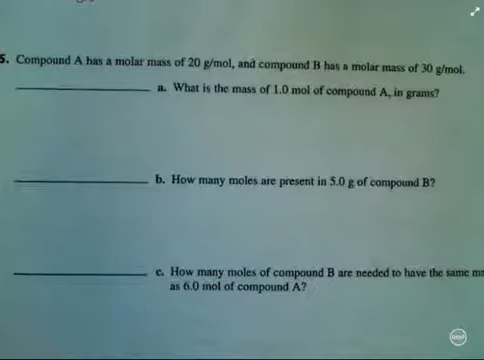 5. Compound A has a molar mass of 20 g/mol, and compound B has a molar mass of 30 g/mol.
a. What is the mass of 1.0 mol of compound A, in grams?
b. How many moles are present in 5.0 g of compound B?
c. How many moles of compound B are needed to have the same
as 6.0 mol of compound A?